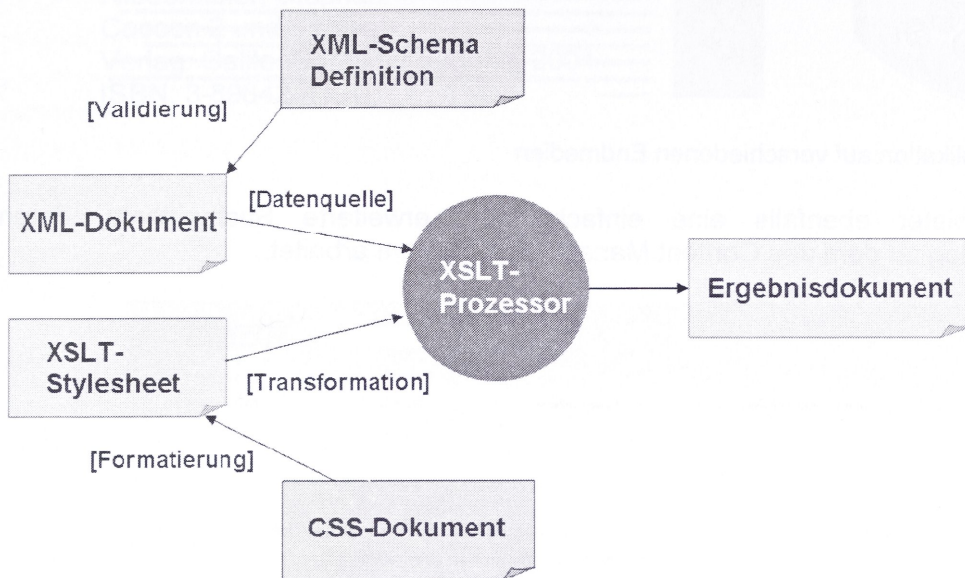 XML-Schema
Definition
[Validierung]
[Datenquelle]
XML-Dokument
XSLT-
Prozessor
Ergebnisdokument
XSLT-
Stylesheet
[Transformation]
[Formatierung]
CSS-Dokument